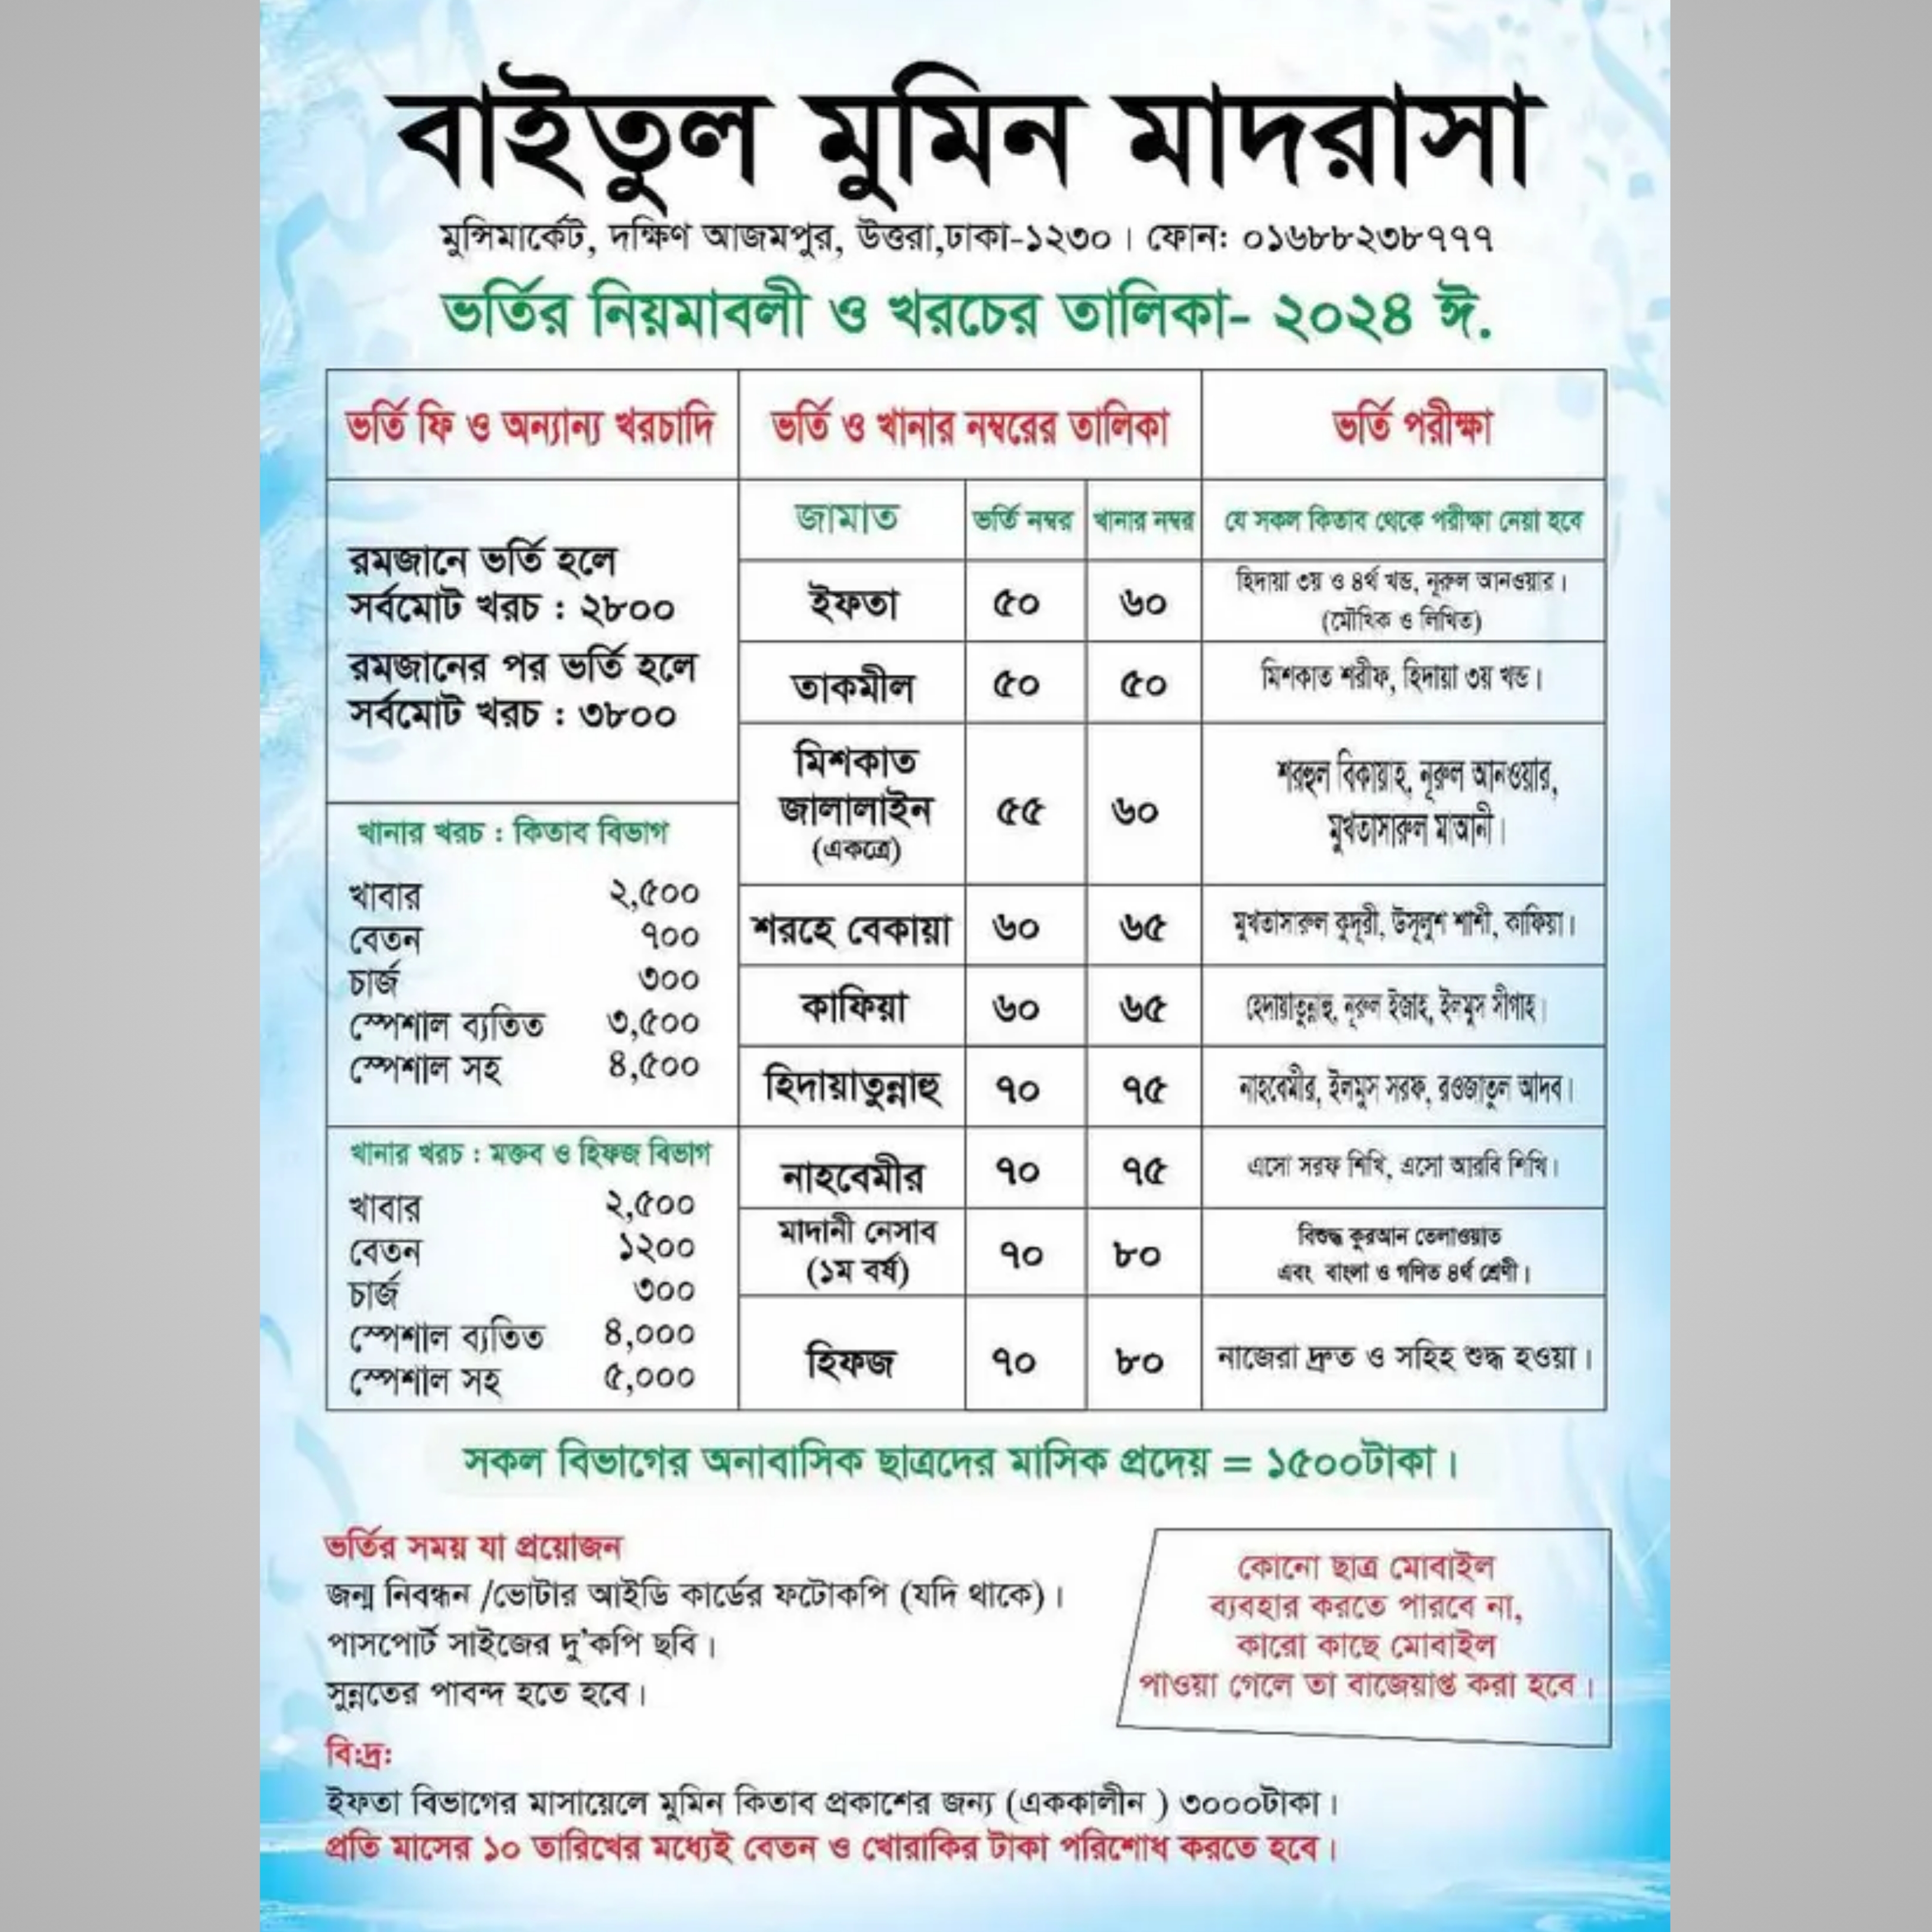 বাইতুল মুমিন মাদরাসা
মুন্সিমার্কেট, দক্ষিণ আজমপুর, উত্তরা,ঢাকা-১২৩০। ফোন: ০১৬৮৮২৩৮৭৭৭
ভর্তির নিয়মাবলী ও খরচের তালিকা- ২০২৪ ঈ.
ভর্তি ফি ও অন্যান্য খরচাদি
রমজানে ভর্তি হলে
সর্বমোট খরচ : ২৮০০
রমজানের পর ভর্তি হলে
সর্বমোট খরচ : ৩৮০০
খানার খরচ : কিতাব বিভাগ
খাবার ২,৫০০
বেতন ৭০০
চার্জ ৩০০
স্পেশাল ব্যতিত ৩,৫০০
স্পেশাল সহ ৪,৫০০
খানার খরচ : মক্তব ও হিফজ বিভাগ
খাবার ২,৫০০
বেতন ১২০০
চার্জ ৩০০
স্পেশাল ব্যতিত ৪,০০০
স্পেশাল সহ ৫,০০০
ভর্তি ও খানার নম্বরের তালিকা ভর্তি পরীক্ষা
জামাত ভর্তি নম্বর খানার নম্বর যে সকল কিতাব থেকে পরীক্ষা নেয়া হবে
ইফতা ৫০ ৬০ হিদায়া ৩য় ও ৪র্থ খন্ড, নূরুল আনওয়ার।
(মৌখিক ও লিখিত)
তাকমীল ৫০ ৫০ মিশকাত শরীফ, হিদায়া ৩য় খন্ড।
মিশকাত
জালালাইন
(একত্রে)
৫৫ ৬০
শরহুল বিকায়াহ, নূরুল আনওয়ার,
মুখতাসারুল মাআনী।
শরহে বেকায়া ৬০ ৬৫ মুখতাসারুল কুদূরী, উসূলুশ শাশী, কাফিয়া।
কাফিয়া ৬০ ৬৫ হেদায়াতুন্নাহু, নূরুল ইজাহ, ইলমুস সীগাহ।
হিদায়াতুন্নাহু ৭০ ৭৫ নাহবেমীর, ইলমুস সরফ, রওজাতুল আদব।
নাহবেমীর ৭০ ৭৫ এসো সরফ শিখি, এসো আরবি শিখি।
মাদানী নেসাব
(১ম বর্ষ)
৭০ ৮০
বিশুদ্ধ কুরআন তেলাওয়াত
এবং বাংলা ও গণিত ৪র্থ শ্রেণী।
হিফজ ৭০ ৮০ নাজেরা দ্রুত ও সহিহ শুদ্ধ হওয়া।
সকল বিভাগের অনাবাসিক ছাত্রদের মাসিক প্রদেয় = ১৫০০টাকা।
ভর্তির সময় যা প্রয়োজন
জন্ম নিবন্ধন /ভোটার আইডি কার্ডের ফটোকপি (যদি থাকে)।
পাসপোর্ট সাইজের দু'কপি ছবি।
সুন্নতের পাবন্দ হতে হবে।
কোনো ছাত্র মোবাইল
ব্যবহার করতে পারবে না,
কারো কাছে মোবাইল
পাওয়া গেলে তা বাজেয়াপ্ত করা হবে।
বি:দ্র:
ইফতা বিভাগের মাসায়েলে মুমিন কিতাব প্রকাশের জন্য (এককালীন ) ৩০০০টাকা।
প্রতি মাসের ১০ তারিখের মধ্যেই বেতন ও খোরাকির টাকা পরিশোধ করতে হবে।